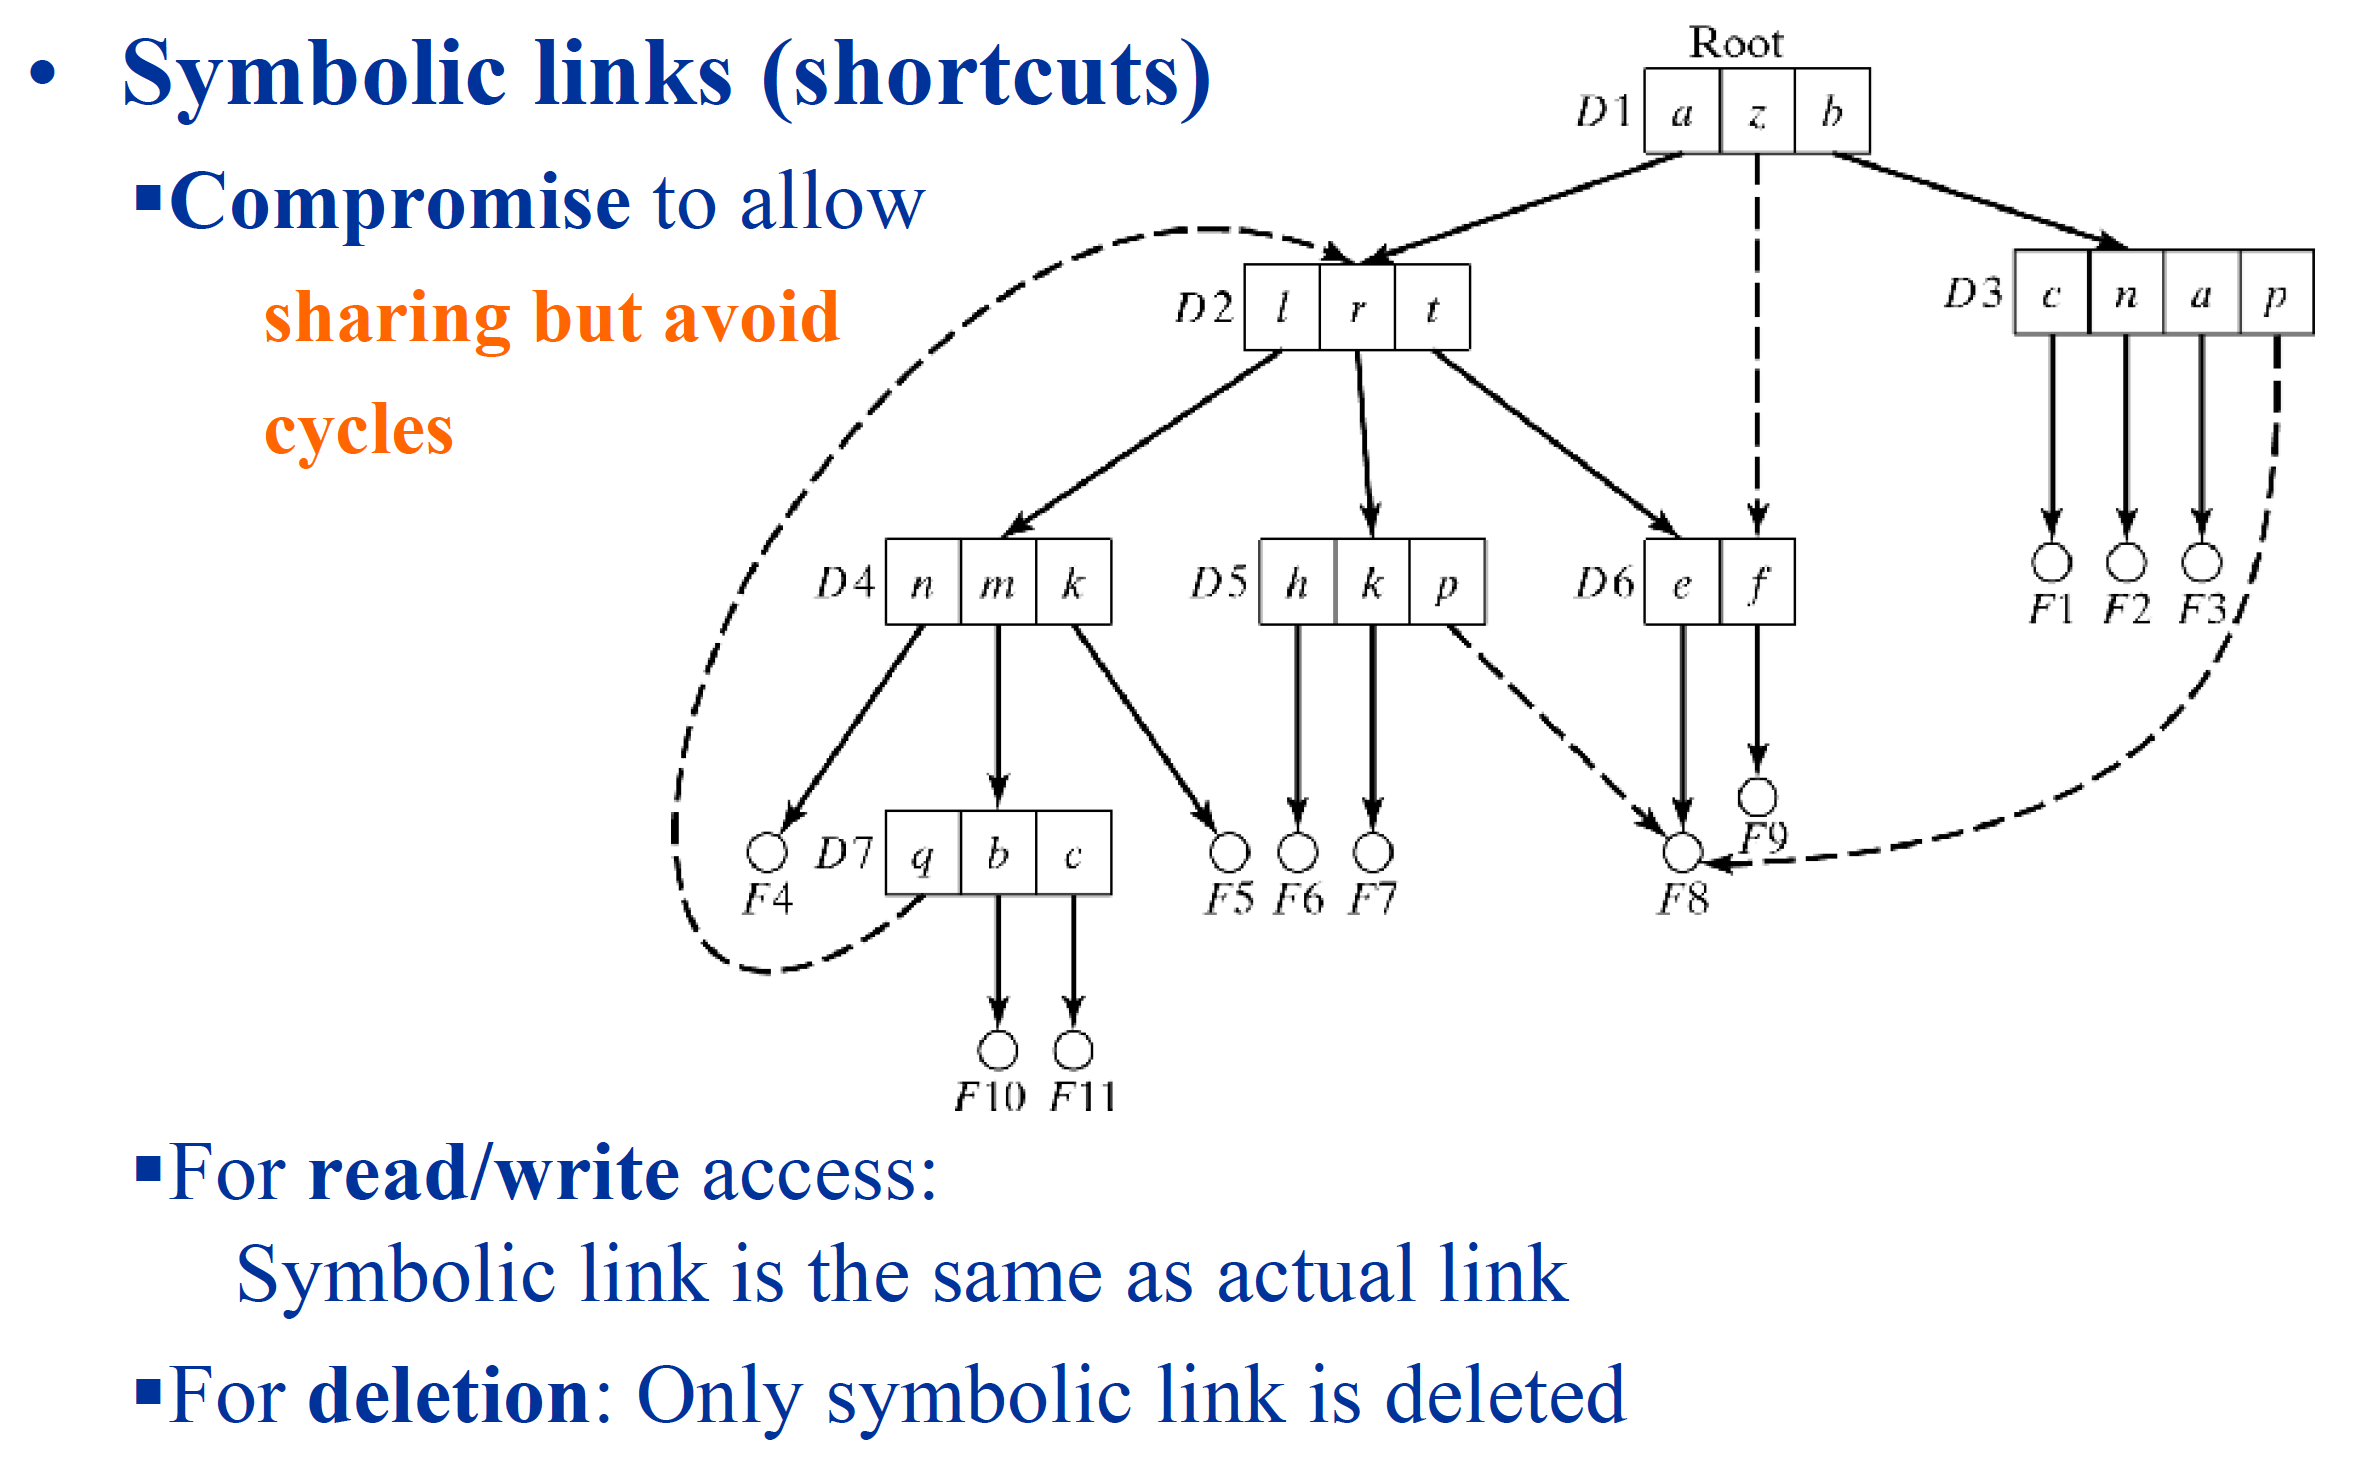 • Symbolic links (shortcuts)
▪Compromise to allow
sharing but avoid
cycles
Root
D1 a z b
D2 l r t
D3 c n a p
D4 n m k
D5 h k p
D6 e f
F1 F2 F3
D7 q b c
F4 F5 F6 F7 F8 F9
F10 F11
▪For read/write access:
Symbolic link is the same as actual link
▪For deletion: Only symbolic link is deleted